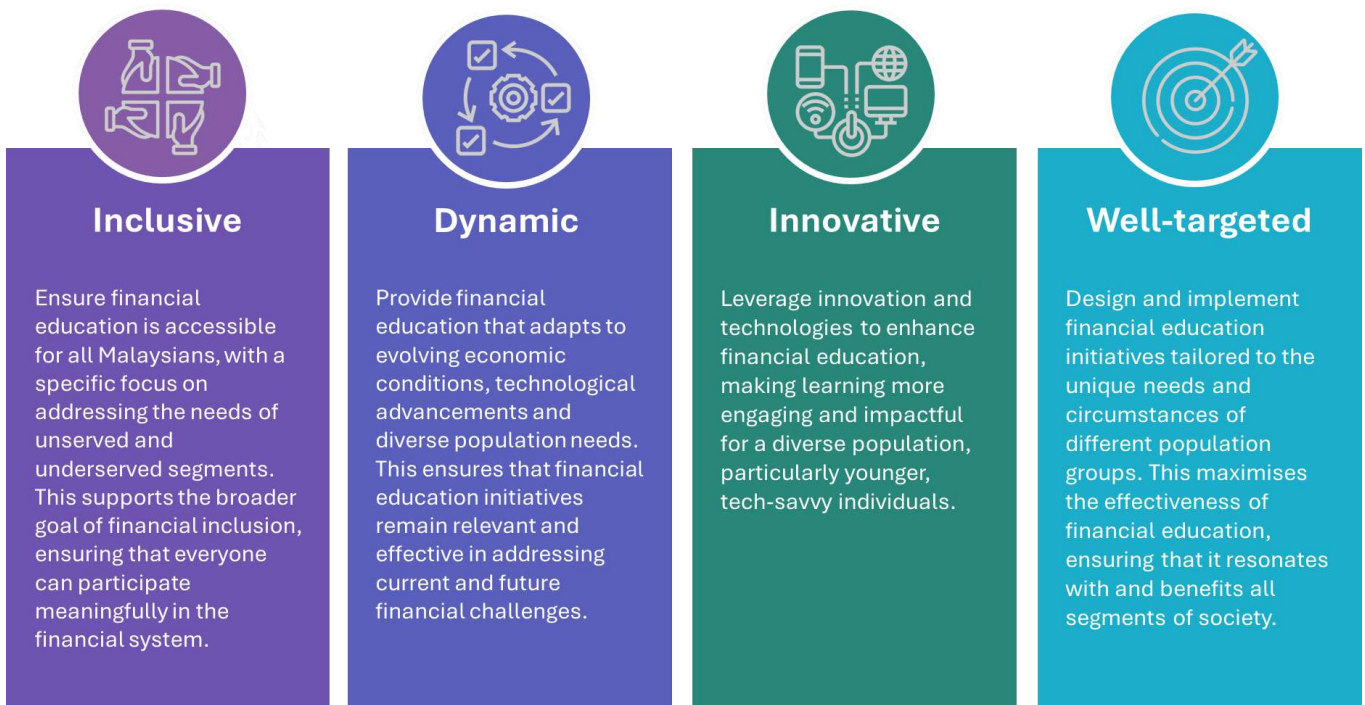 Inclusive
Ensure financial
education is accessible
for all Malaysians, with a
specific focus on
addressing the needs of
unserved and
underserved segments.
This supports the broader
goal of financial inclusion,
ensuring that everyone
can participate
meaningfully in the
financial system.
Dynamic
Provide financial
education that adapts to
evolving economic
conditions, technological
advancements and
diverse population needs.
This ensures that financial
education initiatives
remain relevant and
effective in addressing
current and future
financial challenges.
Innovative
Leverage innovation and
technologies to enhance
financial education,
making learning more
engaging and impactful
for a diverse population,
particularly younger,
tech-savvy individuals.
Well-targeted
Design and implement
financial education
initiatives tailored to the
unique needs and
circumstances of
different population
groups. This maximises
the effectiveness of
financial education,
ensuring that it resonates
with and benefits all
segments of society.